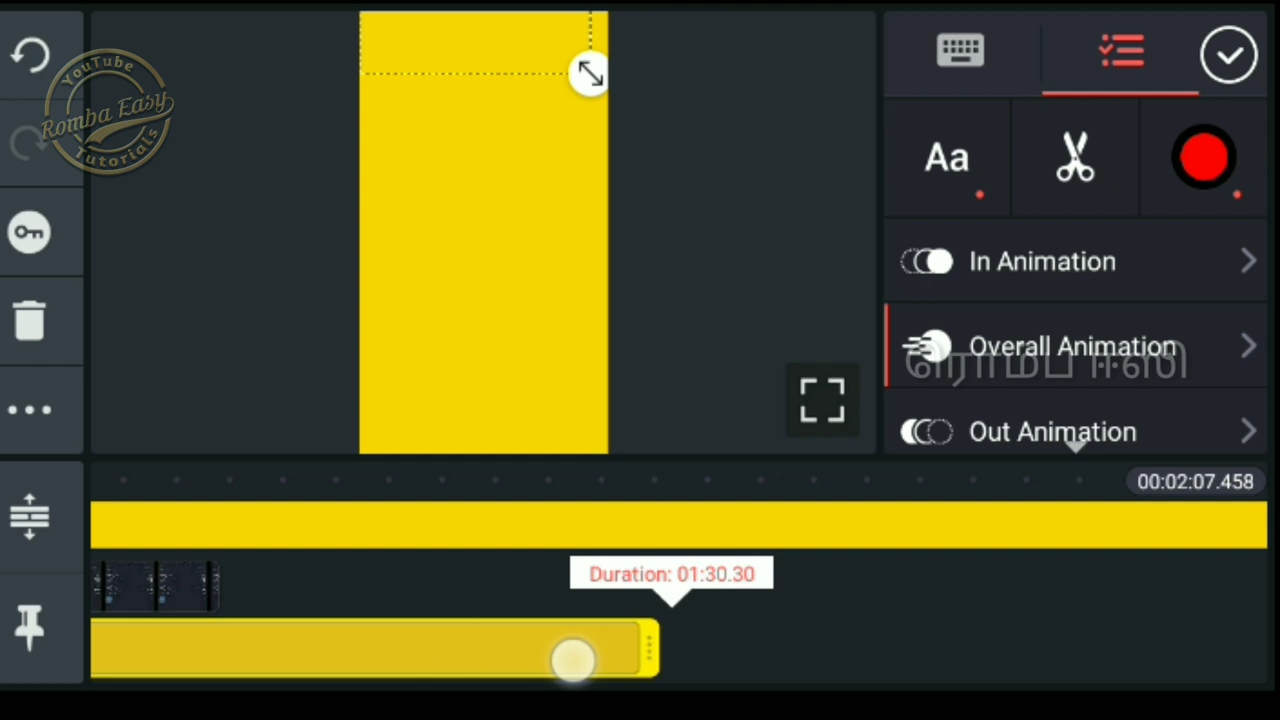 YouTube
Romba Easy
Tutorials
Aa
In Animation
Overall Animation
ரொம்ப ஈஸி
Out Animation
00:02:07.458
Duration: 01:30.30